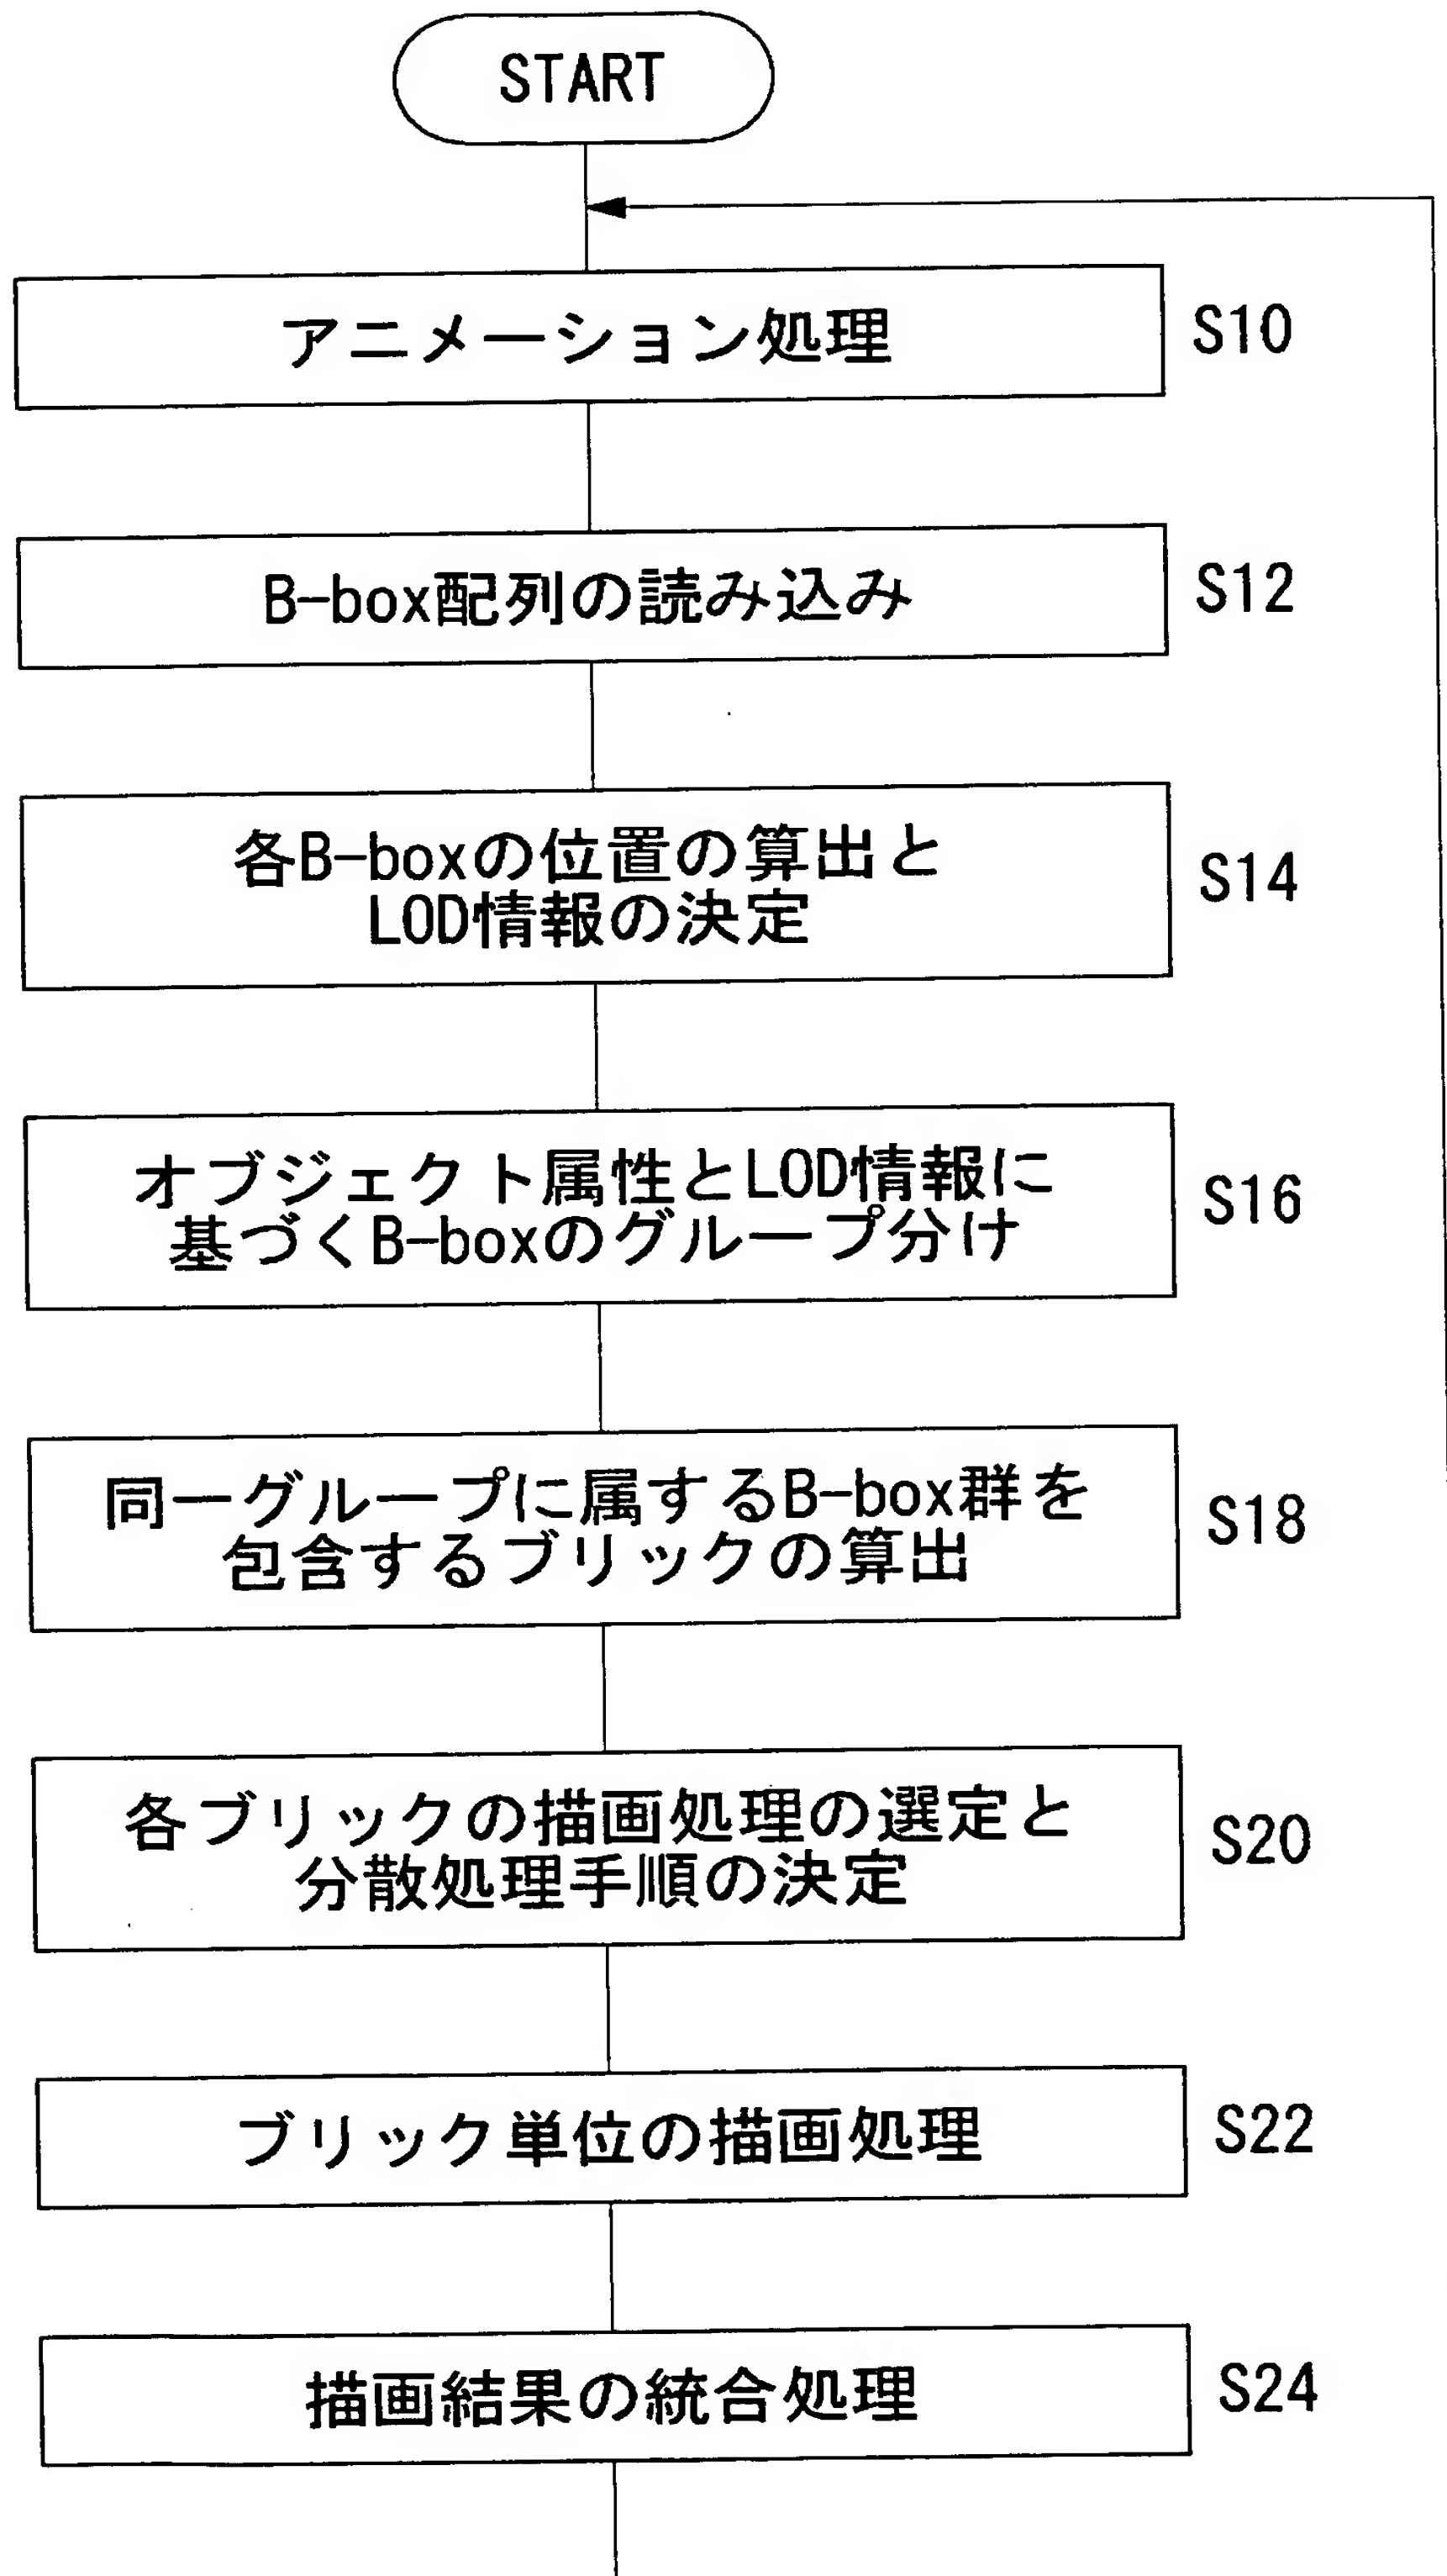 START
アニメーション処理
S10
B-box配列の読み込み
S12
各B-boxの位置の算出と
LOD情報の決定
S14
オブジェクト属性とLOD情報に
基づくB-boxのグループ分け
S16
同一グループに属するB-box群を
包含するブリックの算出
S18
各ブリックの描画処理の選定と
分散処理手順の決定
S20
ブリック単位の描画処理
S22
描画結果の統合処理
S24